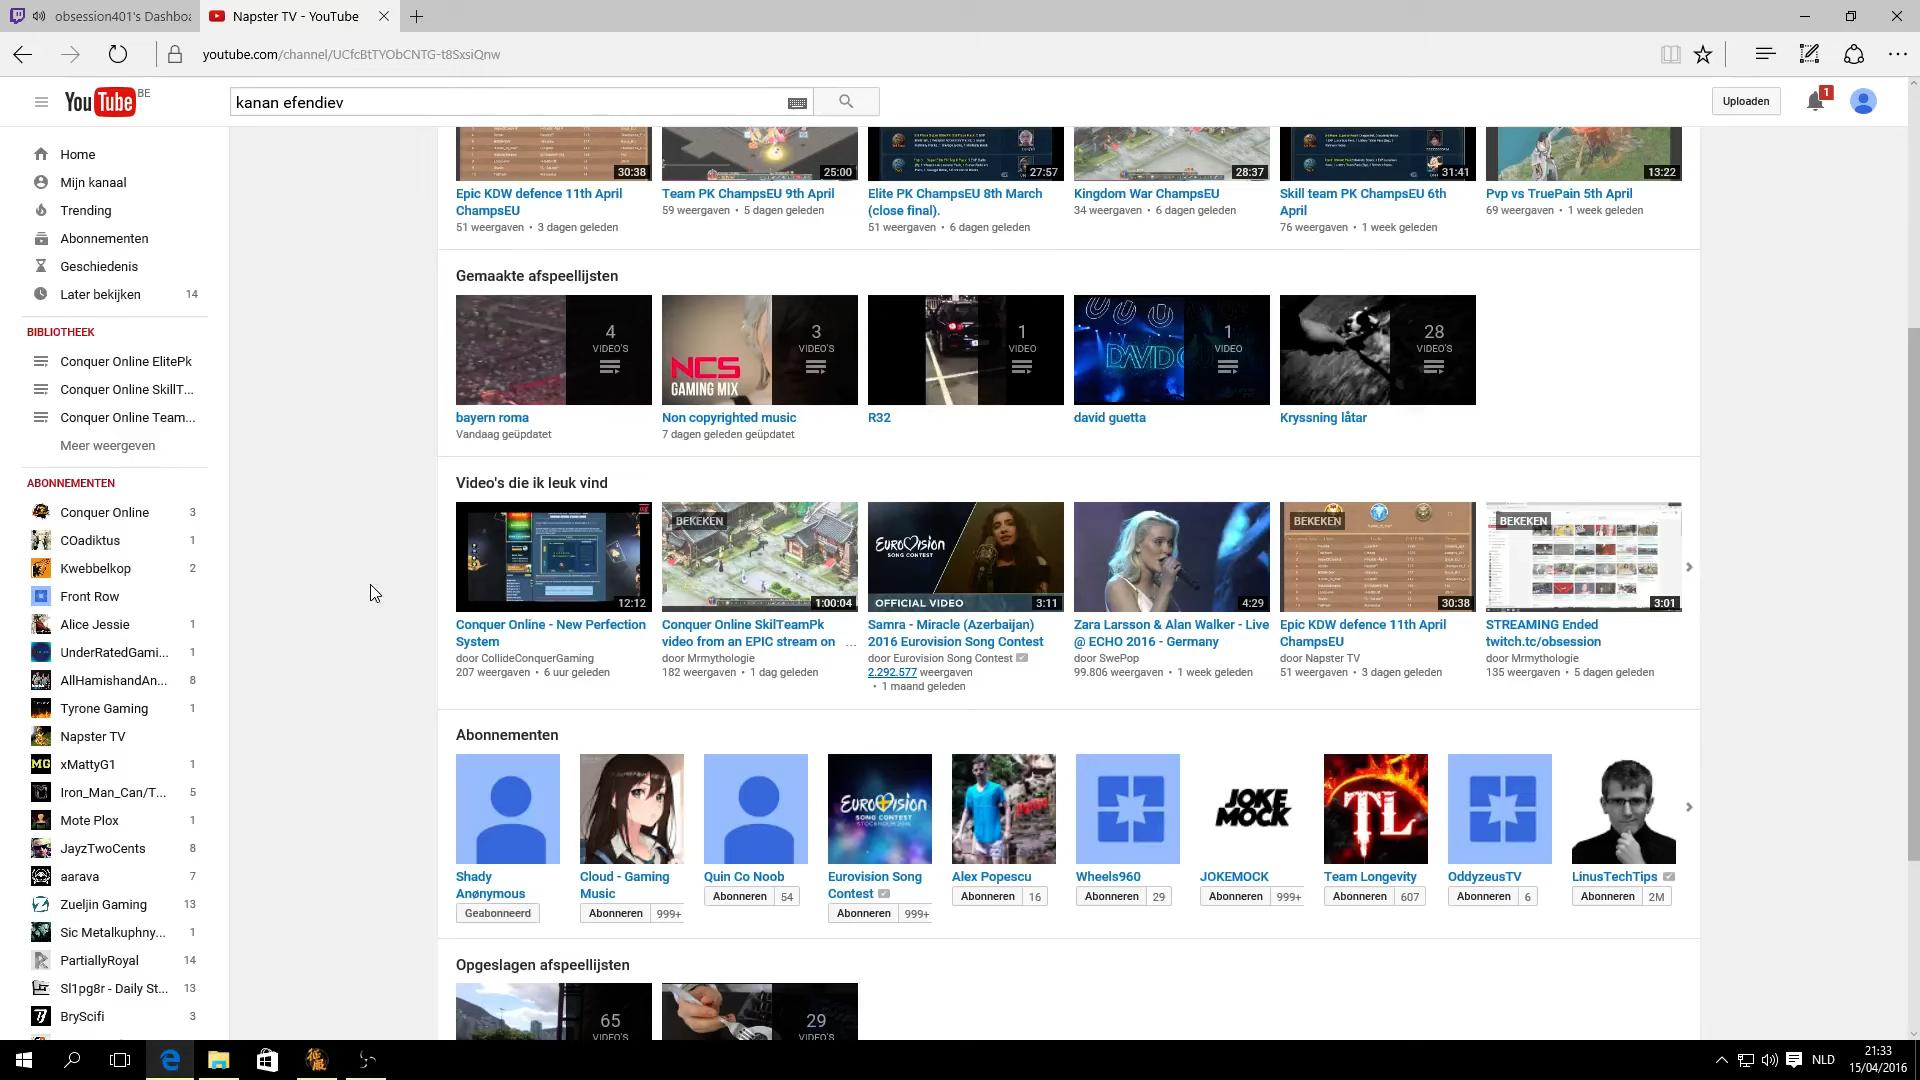 obsession401's Dashboa
Napster TV - YouTube
youtube.com/channel/UCfcBtTYObCNTG-t8SxsiQnw
YouTube BE
kanan efendiev
Uploaden
1
Home
Mijn kanaal
Trending
Abonnementen
Geschiedenis
Later bekijken 14
BIBLIOTHEEK
Conquer Online ElitePk
Conquer Online SkillT...
Conquer Online Team...
Meer weergeven
ABONNEMENTEN
Conquer Online 3
COadiktus 1
Kwebbelkop 2
Front Row
Alice Jessie 1
UnderRatedGami... 1
AllHamishandAn... 8
Tyrone Gaming 1
Napster TV
xMattyG1 1
Iron_Man_Can/T... 5
Mote Plox 1
JayzTwoCents 8
aarava 7
Zueljin Gaming 13
Sic Metalkuphny... 1
PartiallyRoyal 14
Sl1pg8r - Daily St... 13
BryScifi 3
30:38
Epic KDW defence 11th April
ChampsEU
51 weergaven • 3 dagen geleden
25:00
Team PK ChampsEU 9th April
59 weergaven • 5 dagen geleden
27:57
Elite PK ChampsEU 8th March
(close final).
51 weergaven • 6 dagen geleden
28:37
Kingdom War ChampsEU
34 weergaven • 6 dagen geleden
31:41
Skill team PK ChampsEU 6th
April
76 weergaven • 1 week geleden
13:22
Pvp vs TruePain 5th April
69 weergaven • 1 week geleden
Gemaakte afspeellijsten
4
VIDEO'S
bayern roma
Vandaag geüpdatet
NCS
GAMING MIX
3
VIDEO'S
Non copyrighted music
7 dagen geleden geüpdatet
1
VIDEO
R32
DAVID G
1
VIDEO
david guetta
28
VIDEO'S
Kryssning låtar
Video's die ik leuk vind
12:12
Conquer Online - New Perfection
System
door CollideConquerGaming
207 weergaven • 6 uur geleden
BEKEKEN
1:00:04
Conquer Online SkilTeamPk
video from an EPIC stream on ...
door Mrmythologie
182 weergaven • 1 dag geleden
EUROVISION
SONG CONTEST
OFFICIAL VIDEO
3:11
Samra - Miracle (Azerbaijan)
2016 Eurovision Song Contest
door Eurovision Song Contest
2.292.577 weergaven
• 1 maand geleden
4:29
Zara Larsson & Alan Walker - Live
@ ECHO 2016 - Germany
door SwePop
99.806 weergaven • 1 week geleden
BEKEKEN
30:38
Epic KDW defence 11th April
ChampsEU
door Napster TV
51 weergaven • 3 dagen geleden
BEKEKEN
3:01
STREAMING Ended
twitch.tc/obsession
door Mrmythologie
135 weergaven • 5 dagen geleden
Abonnementen
Shady
Anønymous
Geabonneerd
Cloud - Gaming
Music
Abonneren 999+
Quin Co Noob
Abonneren 54
EUROVISION
SONG CONTEST
STOCKHOLM 2016
Eurovision Song
Contest
Abonneren 999+
Alex Popescu
Abonneren 16
Wheels960
Abonneren 29
JOKE
MOCK
JOKEMOCK
Abonneren 999+
TL
Team Longevity
Abonneren 607
OddyzeusTV
Abonneren 6
LinusTechTips
Abonneren 2M
Opgeslagen afspeellijsten
65
VIDEO'S
29
VIDEO'S
NLD
21:33
15/04/2016